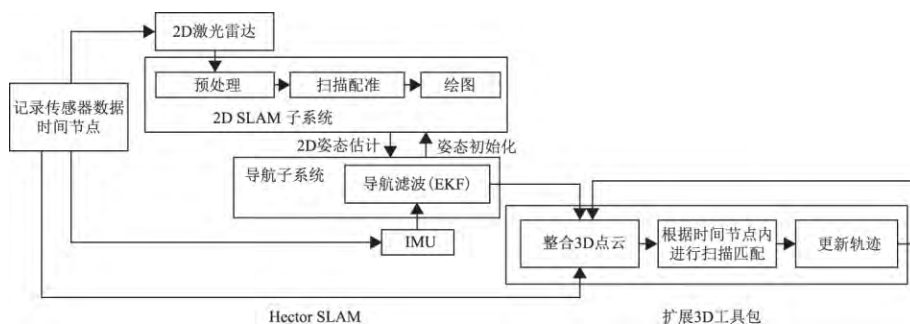 2D激光雷达
预处理
扫描配准
绘图
2D SLAM 子系统
记录传感器数据
时间节点
2D姿态估计
姿态初始化
导航子系统
导航滤波(EKF)
IMU
整合3D点云
根据时间节点内
进行扫描匹配
更新轨迹
Hector SLAM
扩展3D工具包